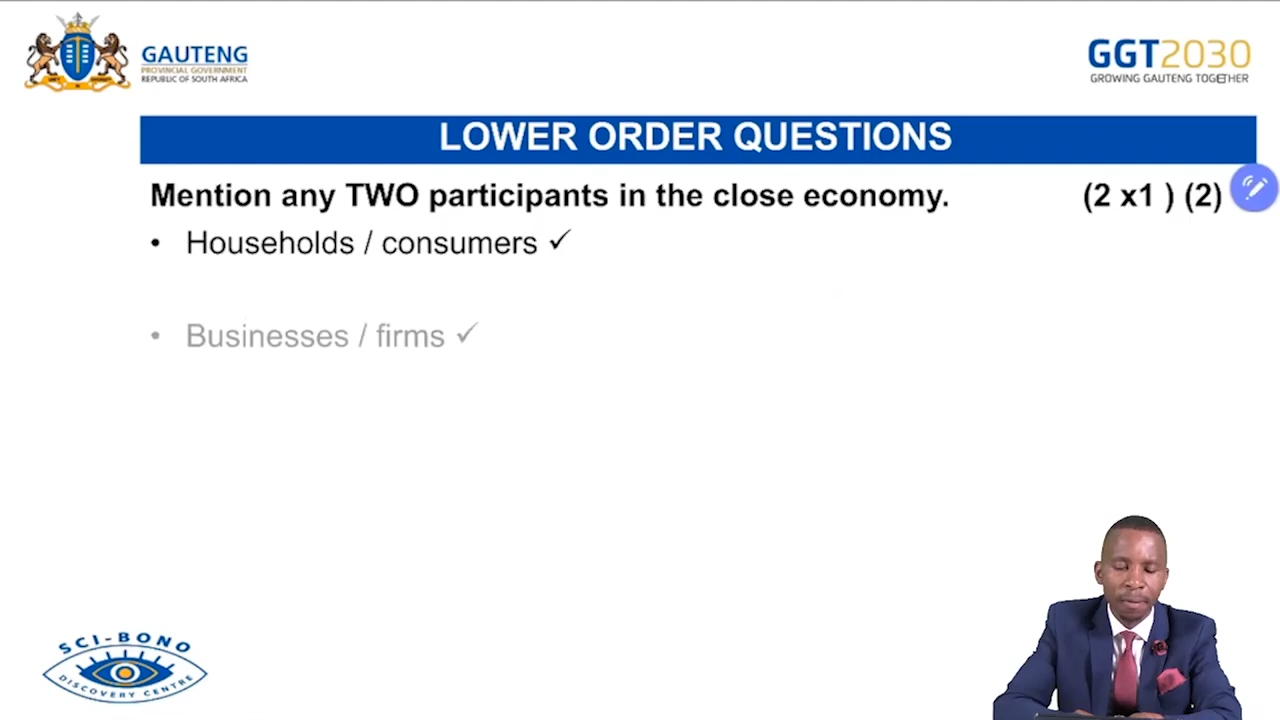 GAUTENG
PROVINCIAL GOVERNMENT
REPUBLIC OF SOUTH AFRICA
GGT2030
GROWING GAUTENG TOGETHER
LOWER ORDER QUESTIONS
Mention any TWO participants in the close economy. (2 x1 ) (2)
• Households / consumers ✓
• Businesses / firms ✓
SCI-BONO
DISCOVERY CENTRE